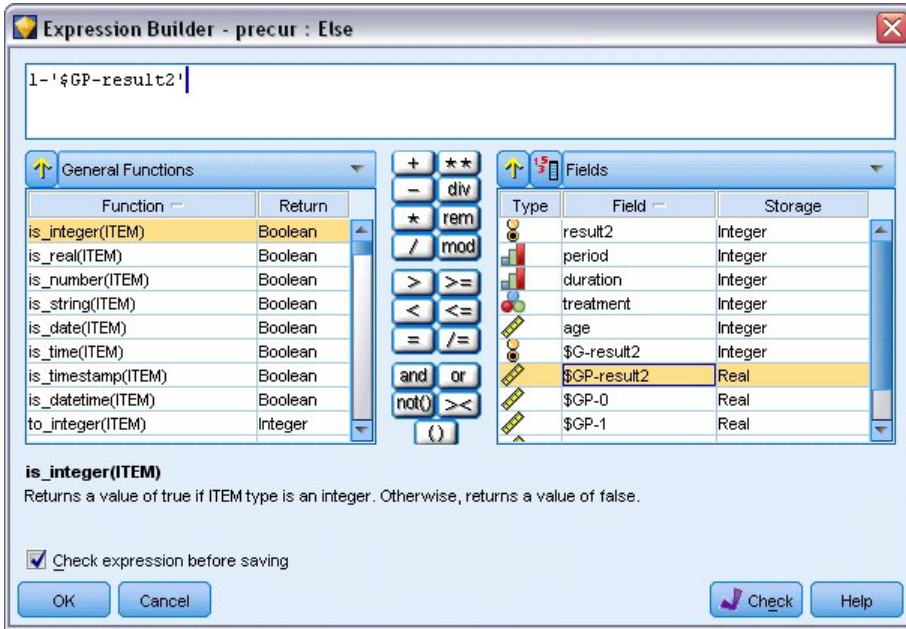 Expression Builder - precur : Else
1-'$GP-result2'
General Functions
Function Return
is_integer(ITEM) Boolean
is_real(ITEM) Boolean
is_number(ITEM) Boolean
is_string(ITEM) Boolean
is_date(ITEM) Boolean
is_time(ITEM) Boolean
is_timestamp(ITEM) Boolean
is_datetime(ITEM) Boolean
to_integer(ITEM) Integer
+ **
- div
* rem
/ mod
> >=
< <=
= /=
and or
not() ><
()
Fields
Type Field Storage
result2 Integer
period Integer
duration Integer
treatment Integer
age Integer
$G-result2 Integer
$GP-result2 Real
$GP-0 Real
$GP-1 Real
is_integer(ITEM)
Returns a value of true if ITEM type is an integer. Otherwise, returns a value of false.
Check expression before saving
OK Cancel Check Help